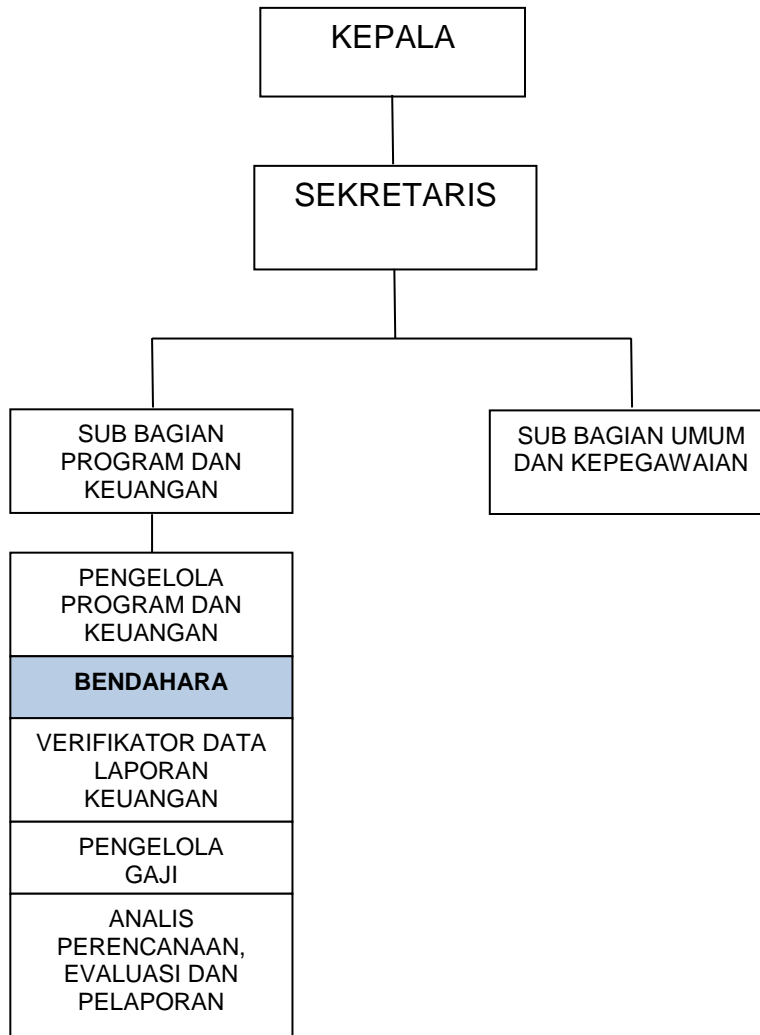 KEPALA
SEKRETARIS
SUB BAGIAN
PROGRAM DAN
KEUANGAN
SUB BAGIAN UMUM
DAN KEPEGAWAIAN
PENGELOLA
PROGRAM DAN
KEUANGAN
BENDAHARA
VERIFIKATOR DATA
LAPORAN
KEUANGAN
PENGELOLA
GAJI
ANALIS
PERENCANAAN,
EVALUASI DAN
PELAPORAN